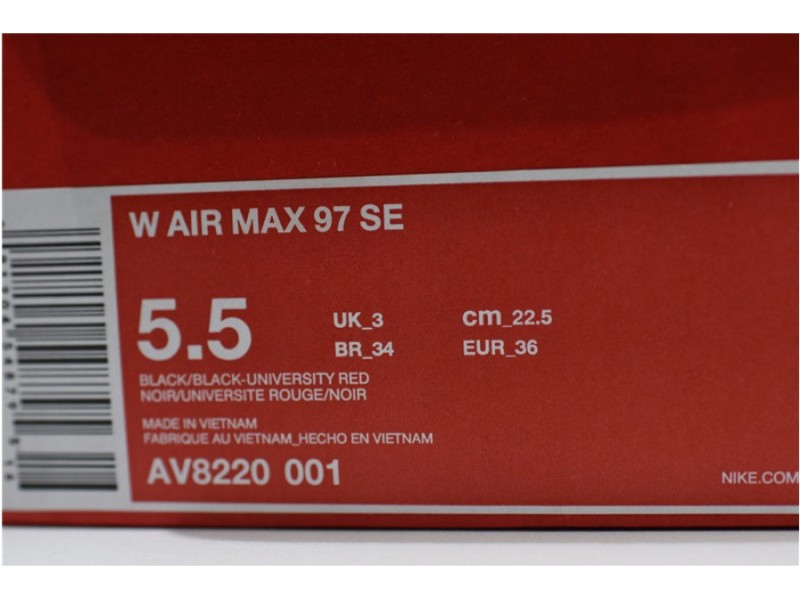 W AIR MAX 97 SE
5.5
UK_3 cm_22.5
BR_34 EUR_36
BLACK/BLACK-UNIVERSITY RED
NOIR/UNIVERSITE ROUGE/NOIR
MADE IN VIETNAM
FABRIQUE AU VIETNAM_HECHO EN VIETNAM
AV8220 001
NIKE.COM